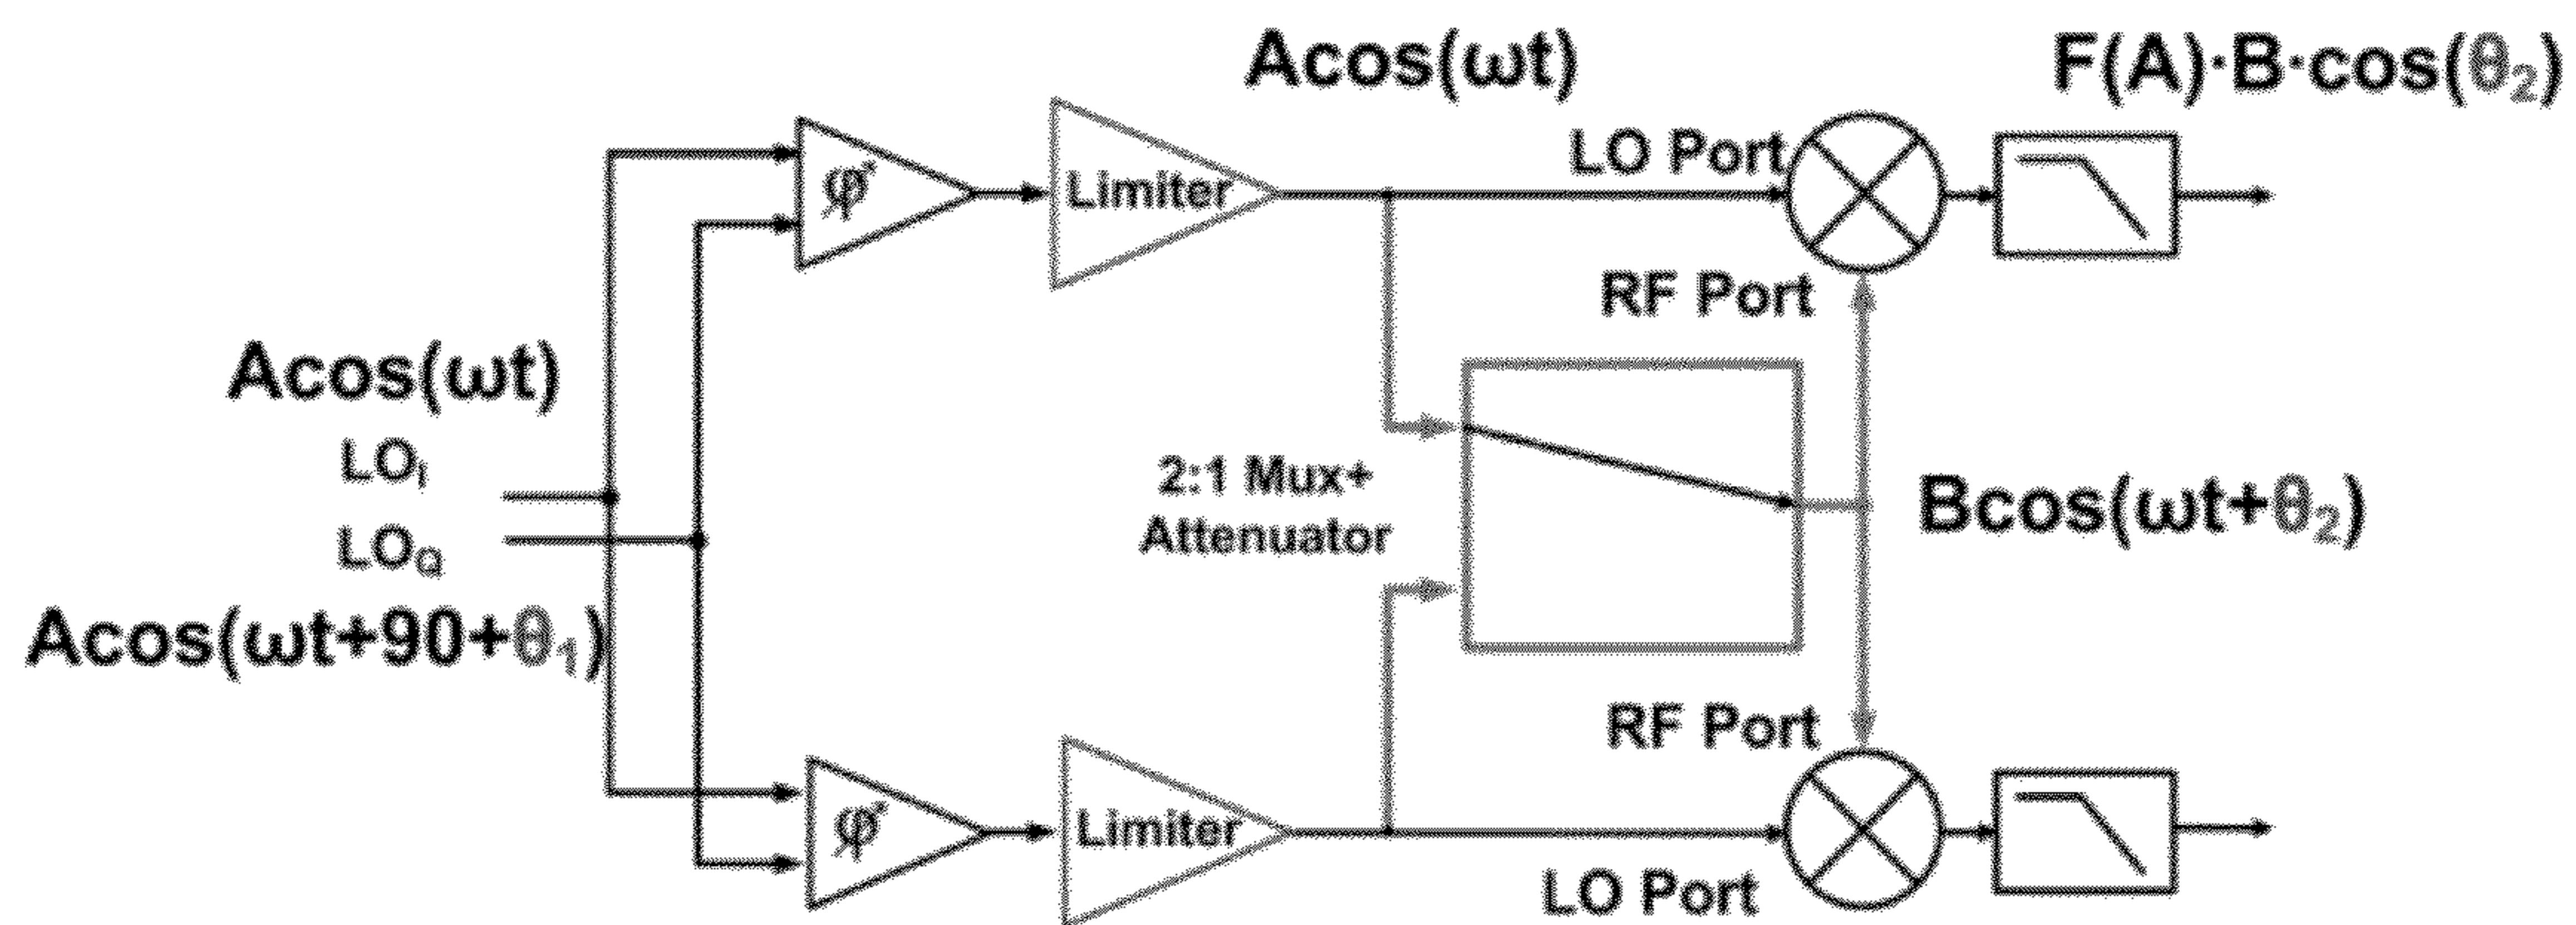 Acos(ωt)
F(A)·B·cos(θ₂)
LO Port
φ
Limiter
RF Port
Acos(ωt)
LOI
2:1 Mux+
Attenuator
Bcos(ωt+θ₂)
LOQ
Acos(ωt+90+θ₁)
RF Port
φ
Limiter
LO Port